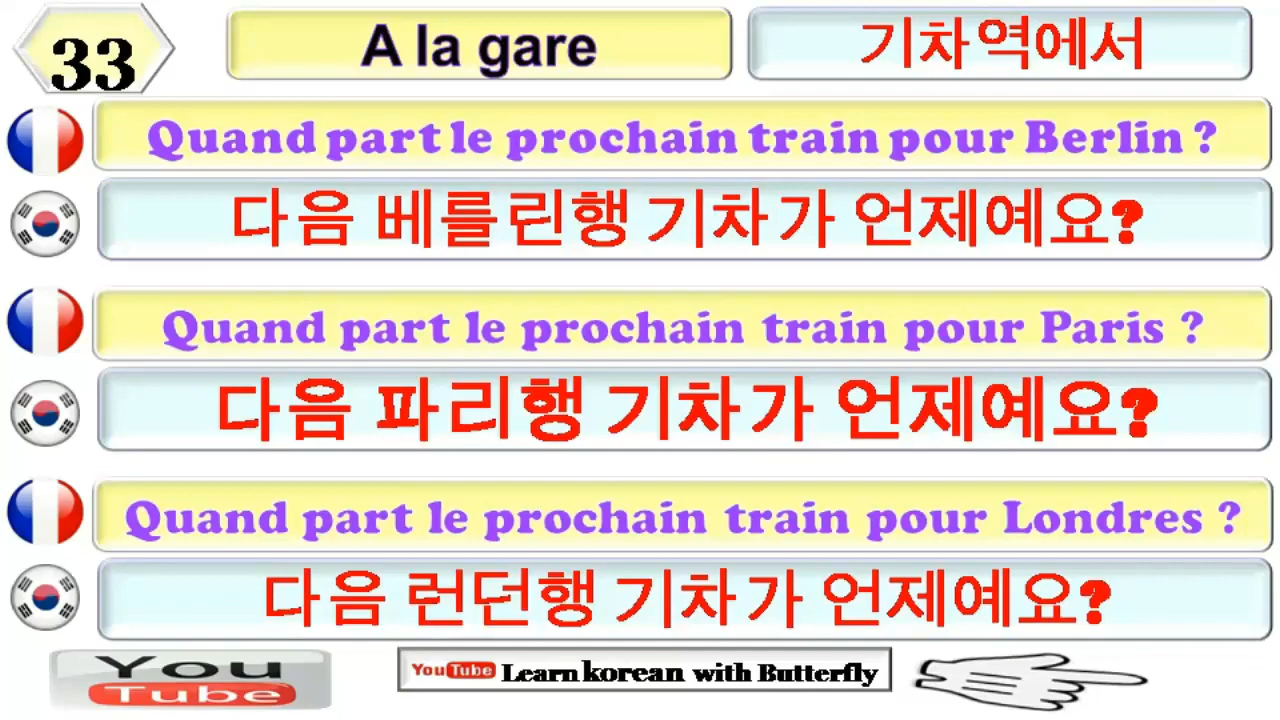 33
A la gare
기차역에서
Quand part le prochain train pour Berlin ?
다음 베를린행 기차가 언제예요?
Quand part le prochain train pour Paris ?
다음 파리행 기차가 언제예요?
Quand part le prochain train pour Londres ?
다음 런던행 기차가 언제예요?
You Tube
YouTube Learn korean with Butterfly